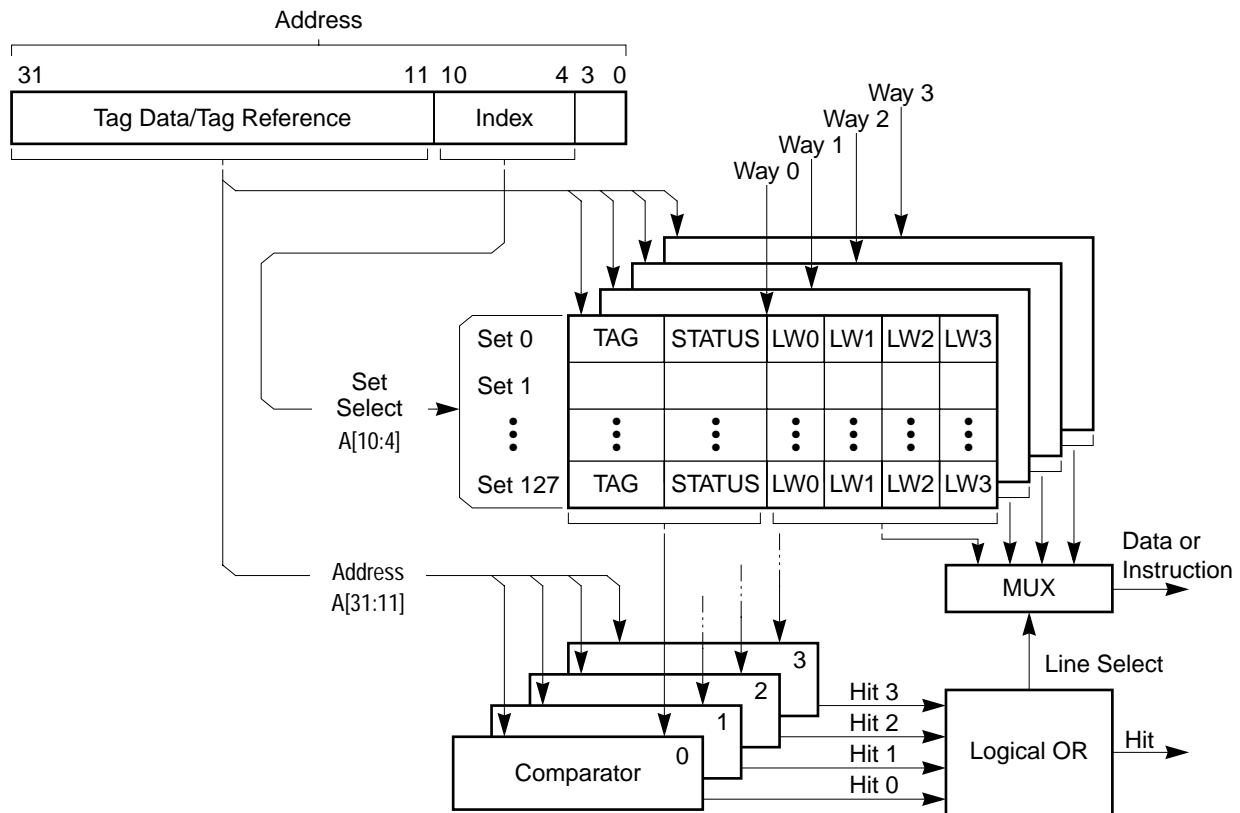 Address
31 11 10 4 3 0
Tag Data/Tag Reference Index
Way 3
Way 2
Way 1
Way 0
Set 0 TAG STATUS LW0 LW1 LW2 LW3
Set 1
Set
Select
A[10:4]
Set 127 TAG STATUS LW0 LW1 LW2 LW3
Address
A[31:11]
Data or
Instruction
MUX
Line Select
3
2
1
0
Comparator
Hit 3
Hit 2
Hit 1
Hit 0
Logical OR
Hit